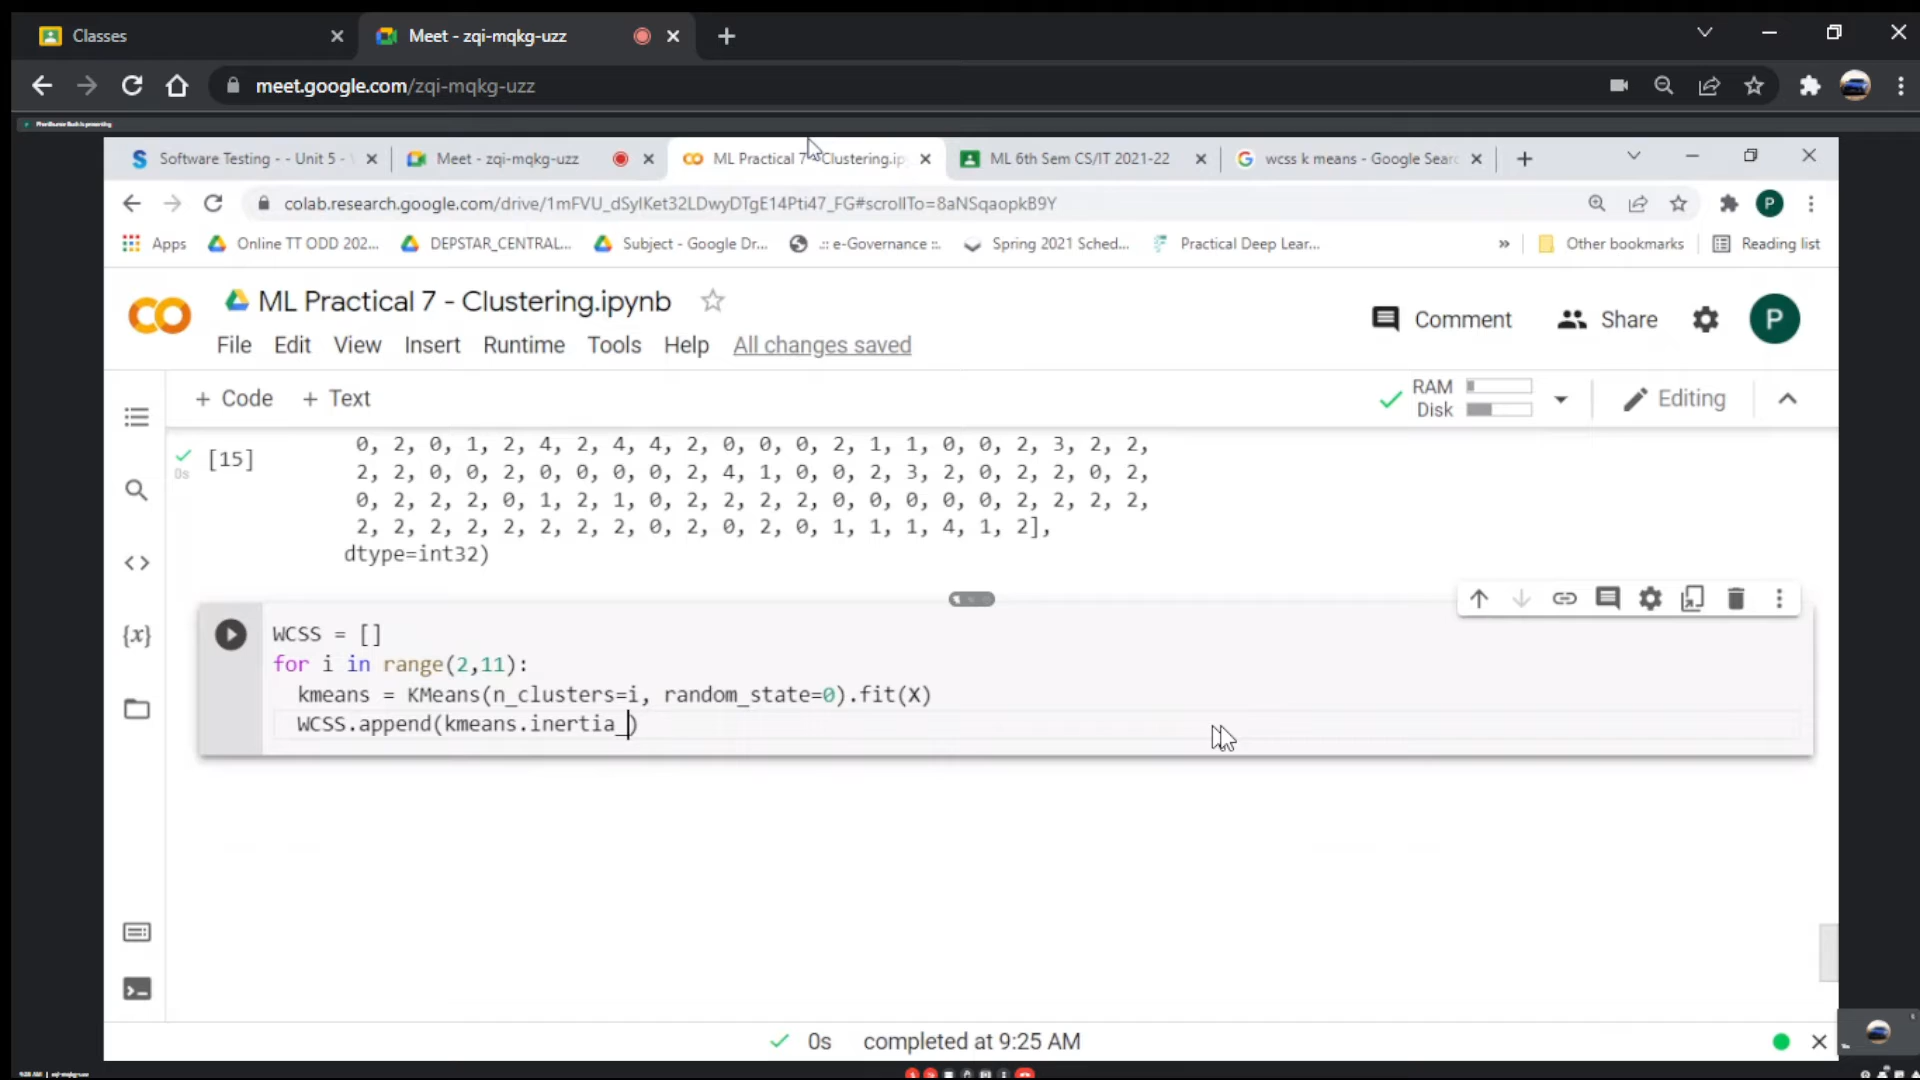 Classes
Meet - zqi-mqkg-uzz
meet.google.com/zqi-mqkg-uzz
Software Testing - - Unit 5 -
Meet - zqi-mqkg-uzz
ML Practical 7 - Clustering.ip
ML 6th Sem CS/IT 2021-22
wcss k means - Google Sear
colab.research.google.com/drive/1mFVU_dSyIKet32LDwyDTgE14Pti47_FG#scrollTo=8aNSqaopkB9Y
Apps
Online TT ODD 202...
DEPSTAR_CENTRAL...
Subject - Google Dr...
.:: e-Governance ::.
Spring 2021 Sched...
Practical Deep Lear...
»
Other bookmarks
Reading list
ML Practical 7 - Clustering.ipynb
Comment
Share
P
File Edit View Insert Runtime Tools Help All changes saved
+ Code + Text
RAM
Disk
Editing
[15]
0s
0, 2, 0, 1, 2, 4, 2, 4, 4, 2, 0, 0, 0, 2, 1, 1, 0, 0, 2, 3, 2, 2,
2, 2, 0, 0, 2, 0, 0, 0, 0, 2, 4, 1, 0, 0, 2, 3, 2, 0, 2, 2, 0, 2,
0, 2, 2, 2, 0, 1, 2, 1, 0, 2, 2, 2, 2, 0, 0, 0, 0, 0, 2, 2, 2, 2,
2, 2, 2, 2, 2, 2, 2, 2, 0, 2, 0, 2, 0, 1, 1, 1, 4, 1, 2],
dtype=int32)
WCSS = []
for i in range(2,11):
kmeans = KMeans(n_clusters=i, random_state=0).fit(X)
WCSS.append(kmeans.inertia_)
0s completed at 9:25 AM